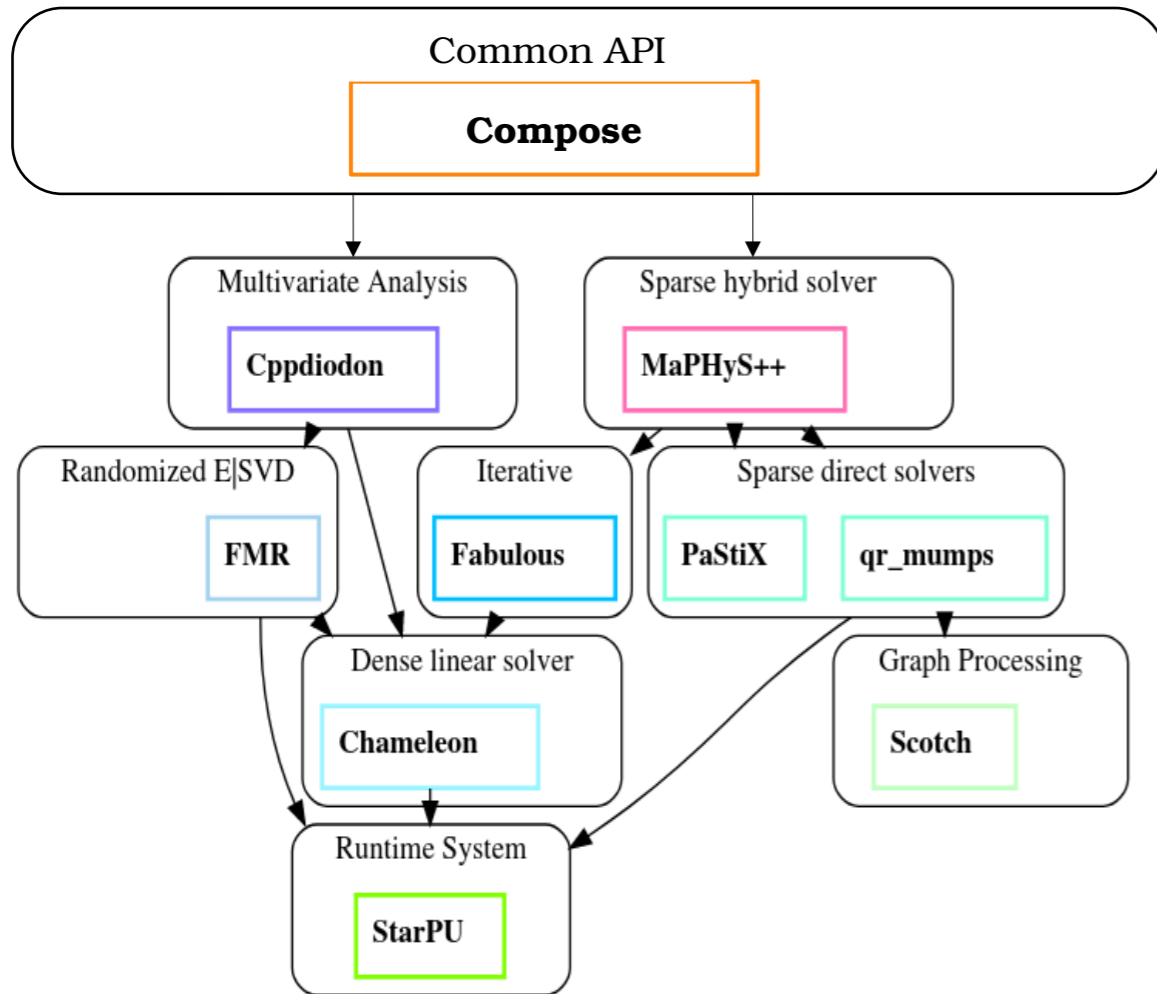 Common API
Compose
Multivariate Analysis
Cppdiodon
Sparse hybrid solver
MaPHyS++
Randomized E|SVD
FMR
Iterative
Fabulous
Sparse direct solvers
PaStiX
qr_mumps
Dense linear solver
Chameleon
Graph Processing
Scotch
Runtime System
StarPU